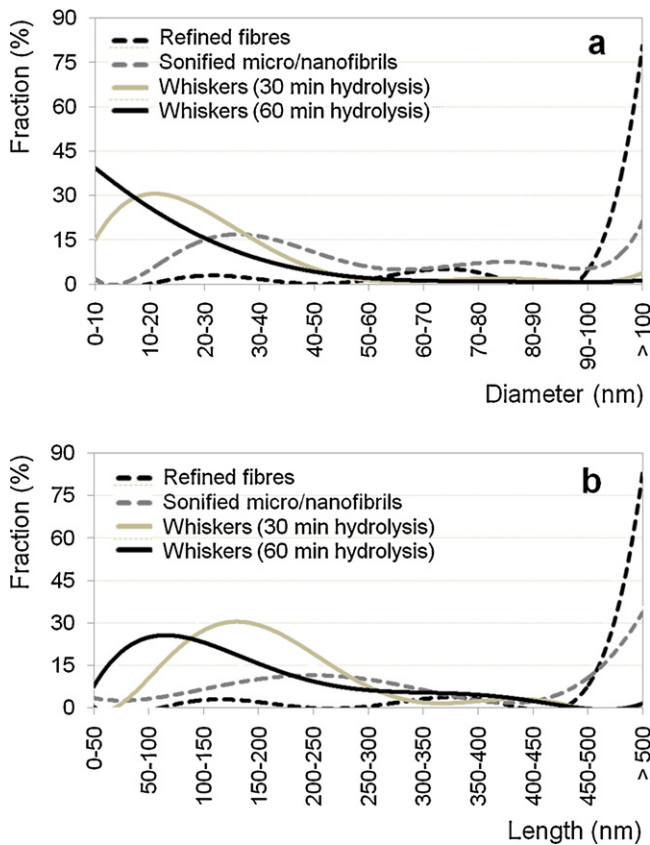 90
75
60
45
30
15
0
Fraction (%)
Refined fibres
Sonified micro/nanofibrils
Whiskers (30 min hydrolysis)
Whiskers (60 min hydrolysis)
a
0-10
10-20
20-30
30-40
40-50
50-60
60-70
70-80
80-90
90-100
> 100
Diameter (nm)
90
75
60
45
30
15
0
Fraction (%)
Refined fibres
Sonified micro/nanofibrils
Whiskers (30 min hydrolysis)
Whiskers (60 min hydrolysis)
b
0-50
50-100
100-150
150-200
200-250
250-300
300-350
350-400
400-450
450-500
> 500
Length (nm)